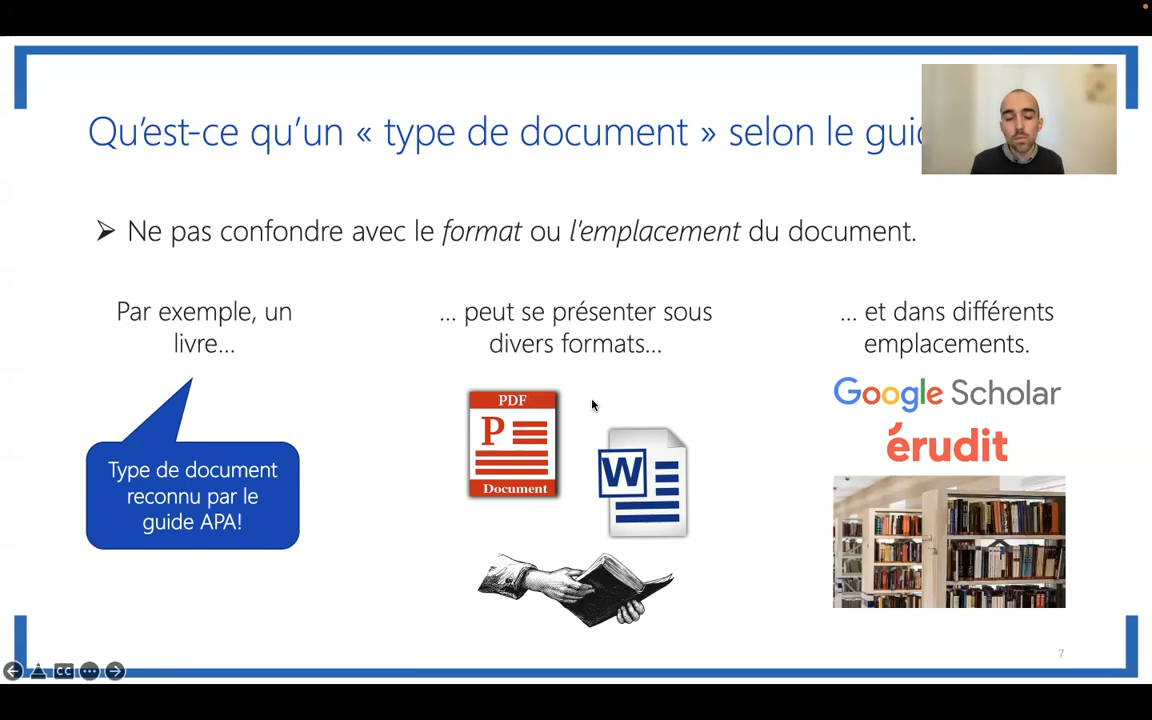 Qu'est-ce qu'un « type de document » selon le
➢ Ne pas confondre avec le format ou l'emplacement du document.
Par exemple, un
livre...
... peut se présenter sous
divers formats...
... et dans différents
emplacements.
Type de document
reconnu par le
guide APA!
PDF
P
Document
W
Google Scholar
érudit
7
CC